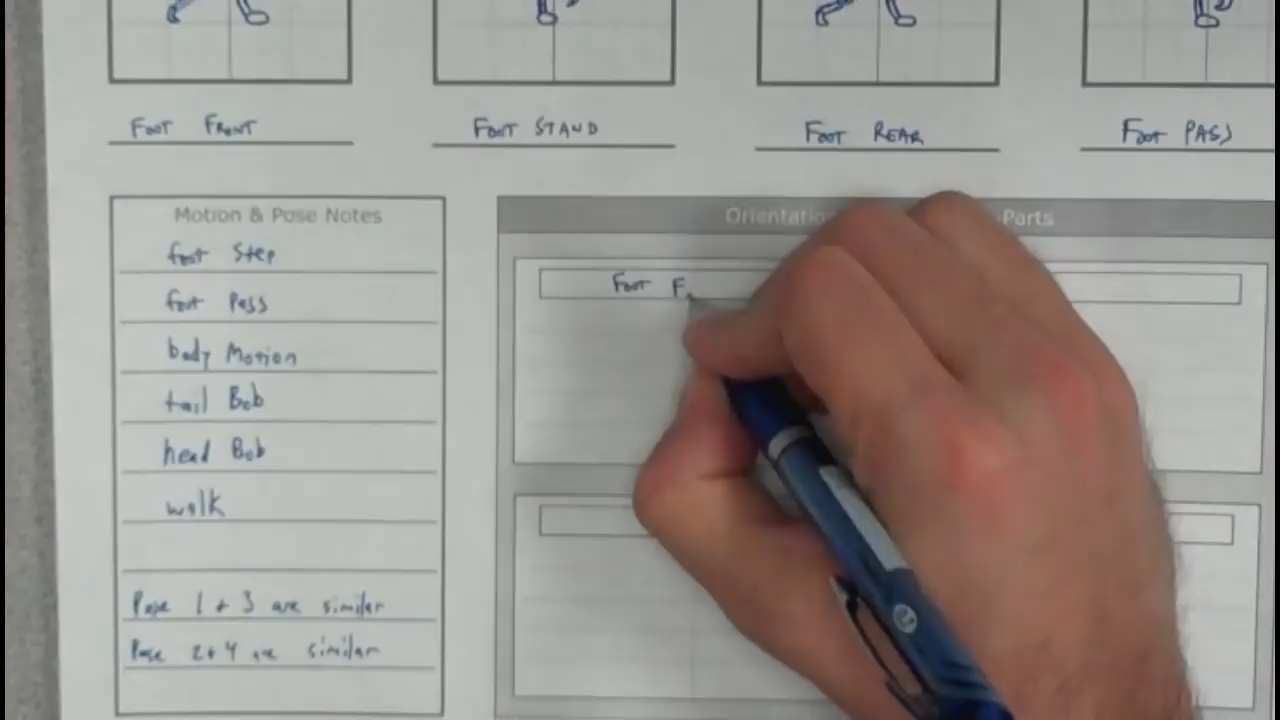 Foot Front
Foot Stand
Foot Rear
Foot Pass
Motion & Pose Notes
foot Step
foot Pass
body Motion
tail Bob
head Bob
walk
Pose 1 + 3 are similar
Pose 2 + 4 are similar
Parts
Foot F